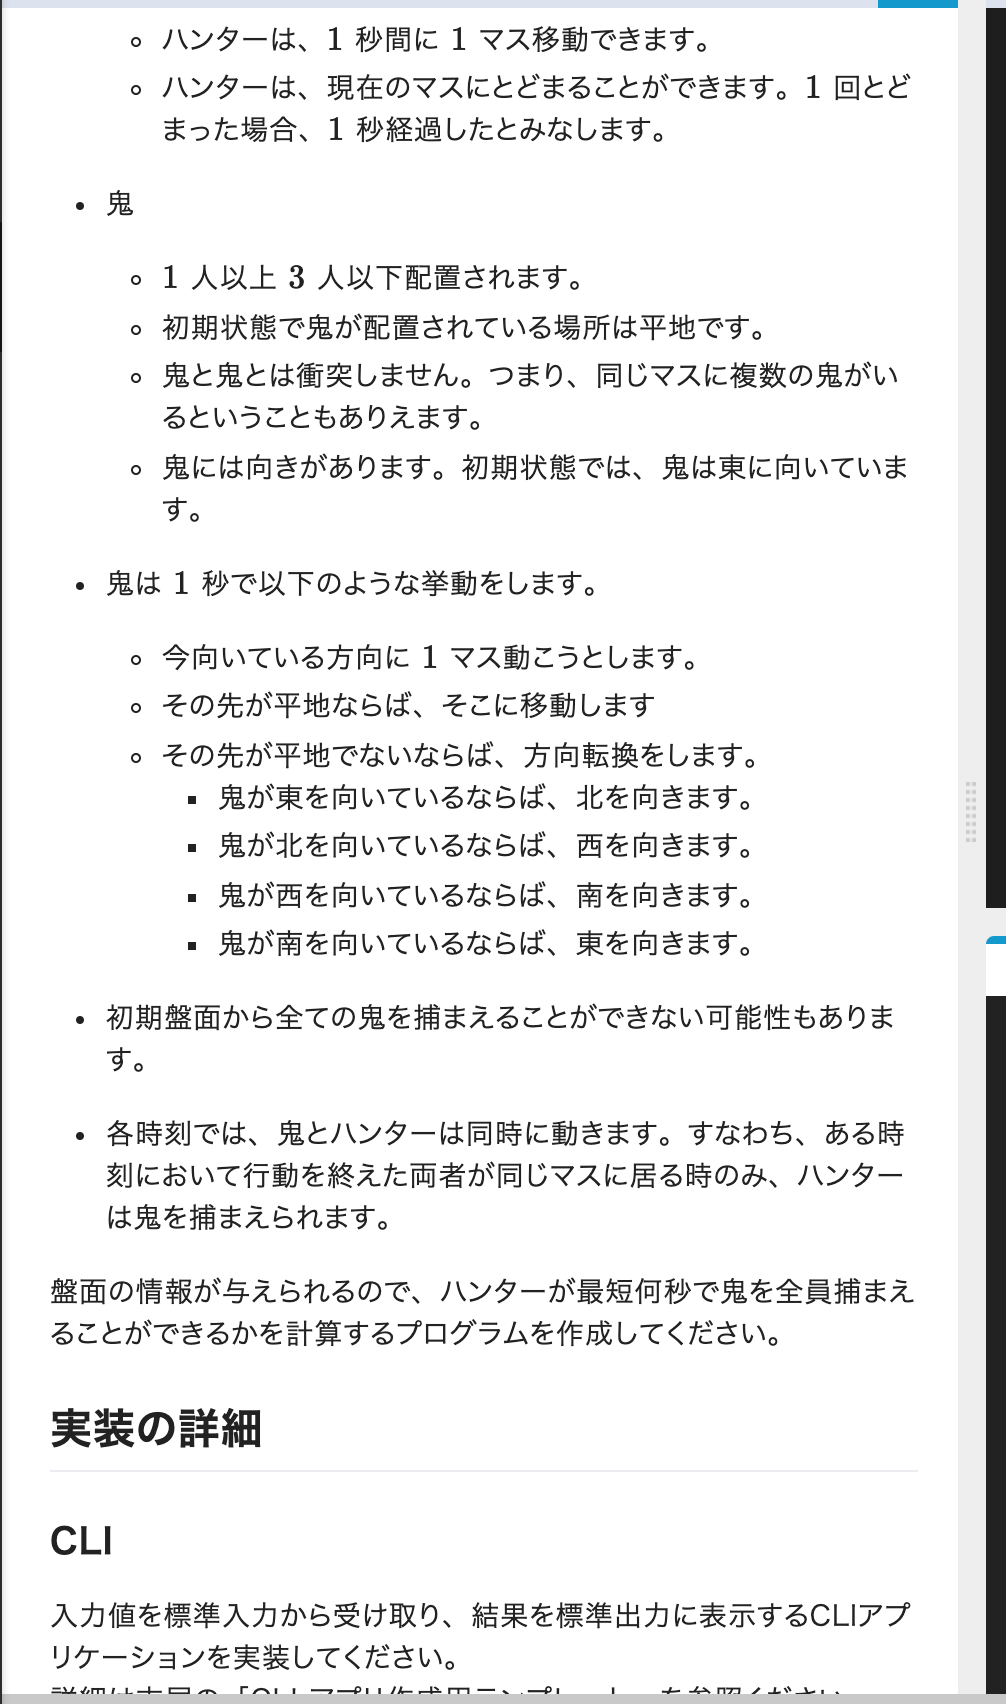 ハンターは、1 秒間に 1 マス移動できます。
ハンターは、現在のマスにとどまることができます。1 回とど
まった場合、1 秒経過したとみなします。
鬼
1 人以上 3 人以下配置されます。
初期状態で鬼が配置されている場所は平地です。
鬼と鬼とは衝突しません。つまり、同じマスに複数の鬼がい
るということもありえます。
鬼には向きがあります。初期状態では、鬼は東に向いていま
す。
鬼は 1 秒で以下のような挙動をします。
今向いている方向に 1 マス動こうとします。
その先が平地ならば、そこに移動します
その先が平地でないならば、方向転換をします。
鬼が東を向いているならば、北を向きます。
鬼が北を向いているならば、西を向きます。
鬼が西を向いているならば、南を向きます。
鬼が南を向いているならば、東を向きます。
初期盤面から全ての鬼を捕まえることができない可能性もありま
す。
各時刻では、鬼とハンターは同時に動きます。すなわち、ある時
刻において行動を終えた両者が同じマスに居る時のみ、ハンター
は鬼を捕まえられます。
盤面の情報が与えられるので、ハンターが最短何秒で鬼を全員捕まえ
ることができるかを計算するプログラムを作成してください。
実装の詳細
CLI
入力値を標準入力から受け取り、結果を標準出力に表示するCLIアプ
リケーションを実装してください。